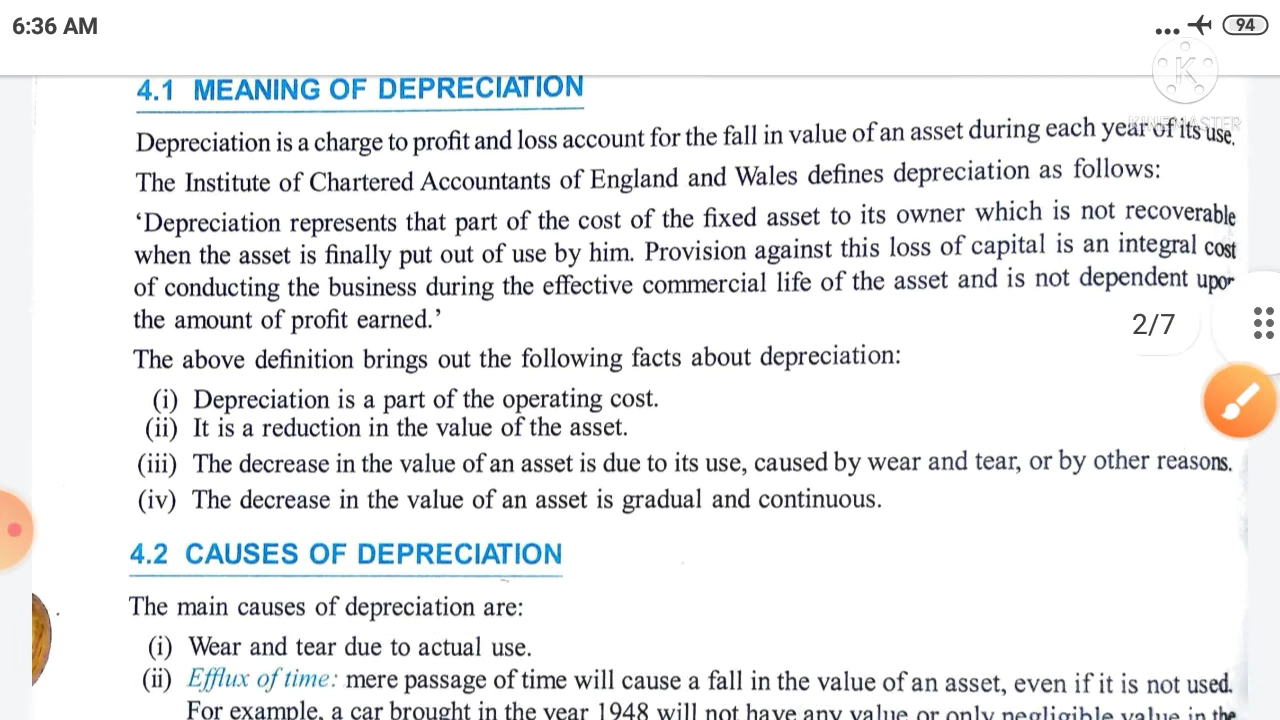 6:36 AM
94
K
KINEMASTER
4.1 MEANING OF DEPRECIATION
Depreciation is a charge to profit and loss account for the fall in value of an asset during each year of its use.
The Institute of Chartered Accountants of England and Wales defines depreciation as follows:
‘Depreciation represents that part of the cost of the fixed asset to its owner which is not recoverable
when the asset is finally put out of use by him. Provision against this loss of capital is an integral cost
of conducting the business during the effective commercial life of the asset and is not dependent upon
the amount of profit earned.’
2/7
The above definition brings out the following facts about depreciation:
(i) Depreciation is a part of the operating cost.
(ii) It is a reduction in the value of the asset.
(iii) The decrease in the value of an asset is due to its use, caused by wear and tear, or by other reasons.
(iv) The decrease in the value of an asset is gradual and continuous.
4.2 CAUSES OF DEPRECIATION
The main causes of depreciation are:
(i) Wear and tear due to actual use.
(ii) Efflux of time: mere passage of time will cause a fall in the value of an asset, even if it is not used.
For example, a car brought in the year 1948 will not have any value or only negligible value in the